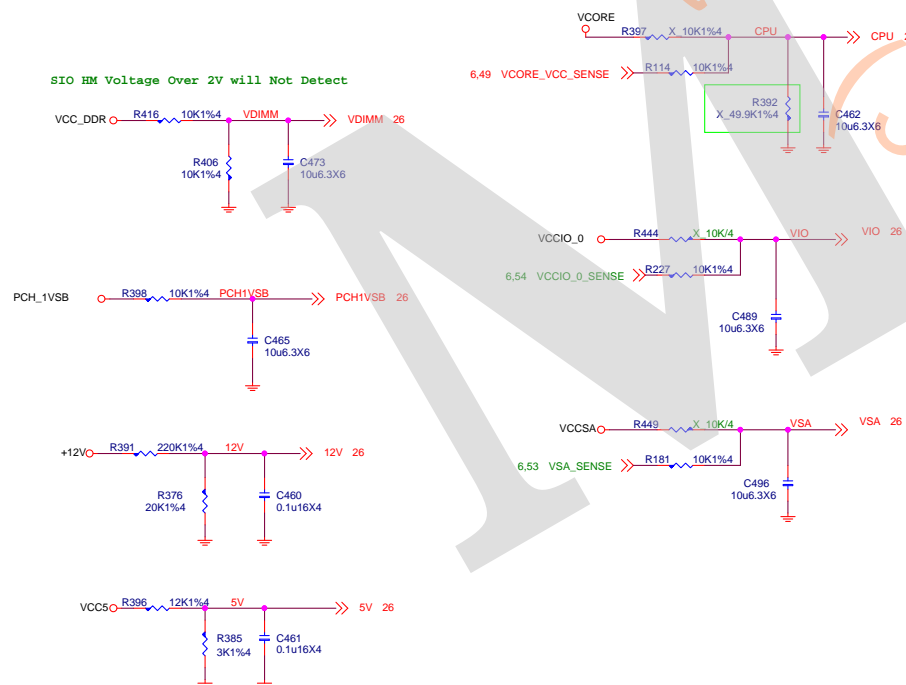 SIO HM Voltage Over 2V will Not Detect
VCC_DDR R416 10K1%4 VDIMM VDIMM 26
R406
10K1%4
C473
10u6.3X6
PCH_1VSB R398 10K1%4 PCH1VSB PCH1VSB 26
C465
10u6.3X6
+12V R391 220K1%4 12V 12V 26
R376
20K1%4
C460
0.1u16X4
VCC5 R396 12K1%4 5V 5V 26
R385
3K1%4
C461
0.1u16X4
VCORE
R397 X_10K1%4 CPU CPU
6,49 VCORE_VCC_SENSE R114 10K1%4
R392
X_49.9K1%4
C462
10u6.3X6
VCCIO_0 R444 X_10K/4 VIO VIO 26
6,54 VCCIO_0_SENSE R227 10K1%4
C489
10u6.3X6
VCCSA R449 X_10K/4 VSA VSA 26
6,53 VSA_SENSE R181 10K1%4
C496
10u6.3X6